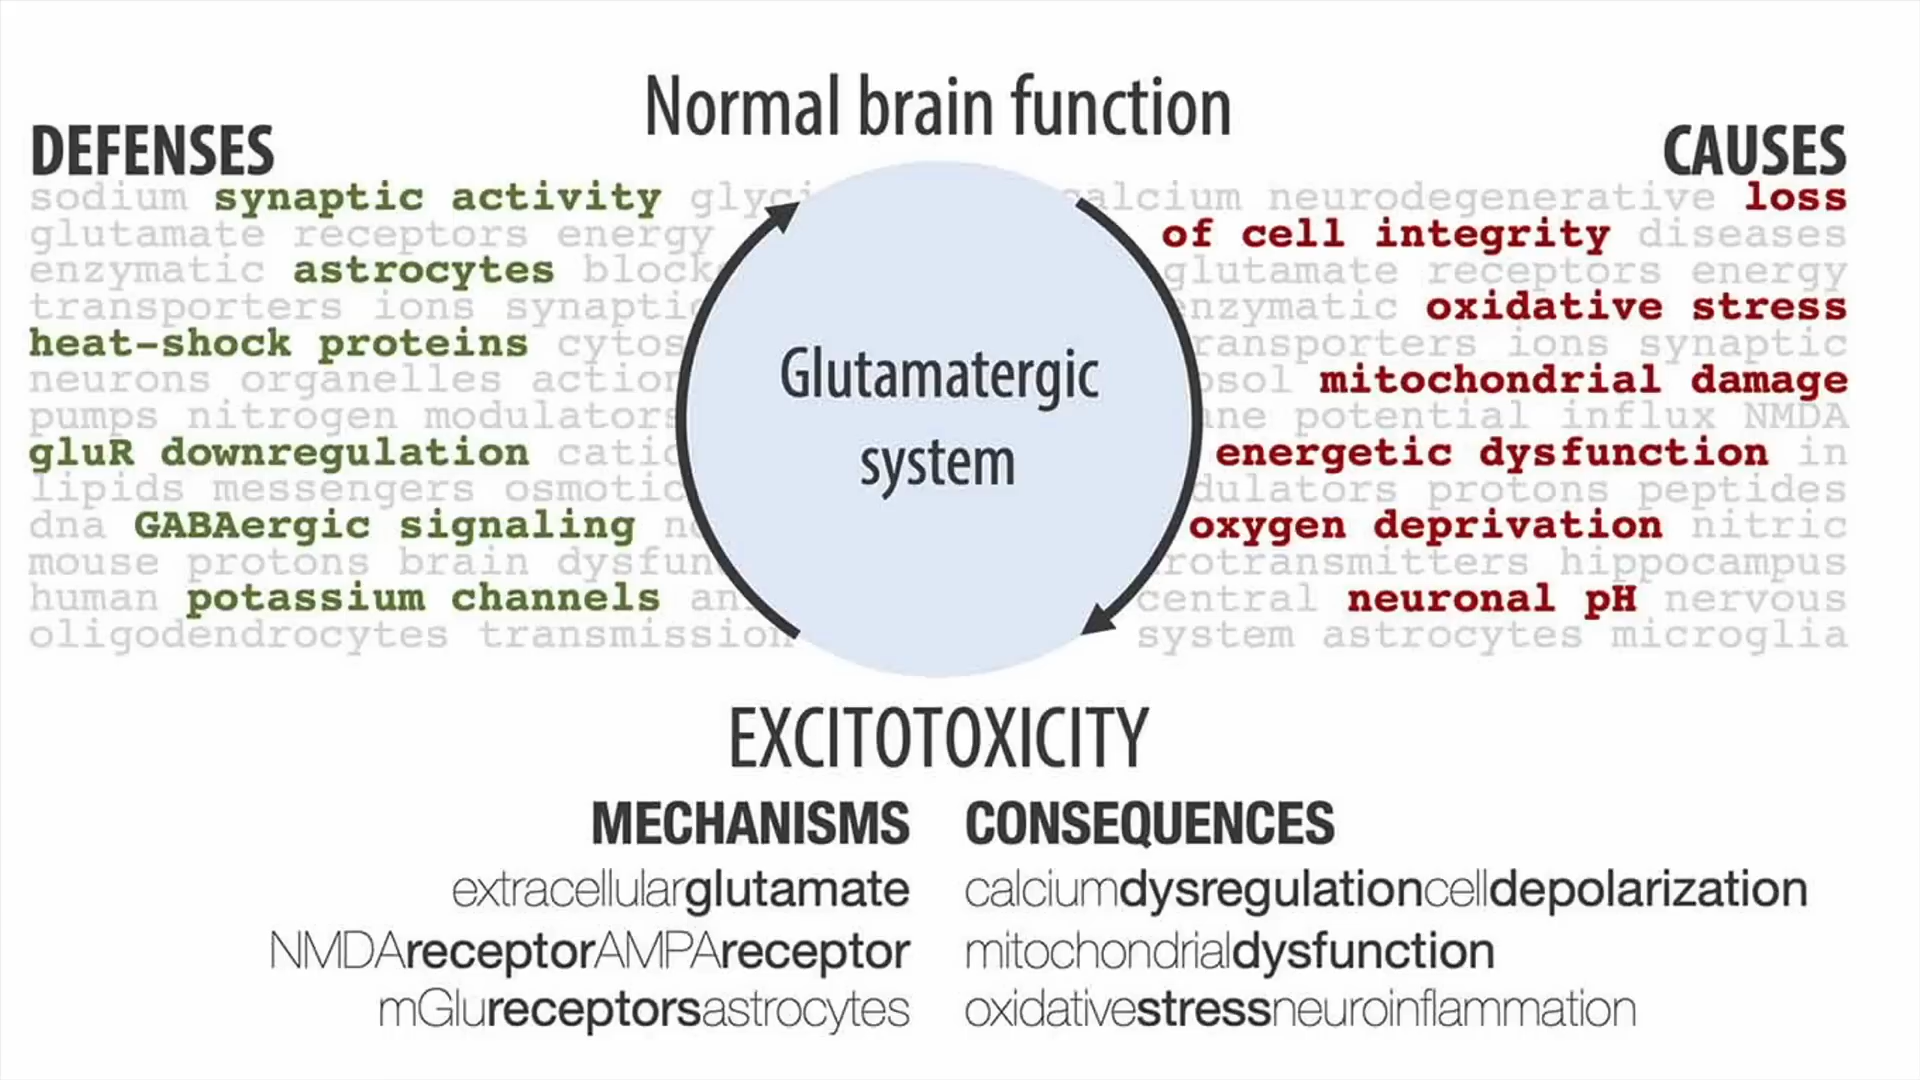 Normal brain function
DEFENSES
sodium synaptic activity
glutamate receptors energy
enzymatic astrocytes
transporters ions synaptic
heat-shock proteins
neurons organelles action
pumps nitrogen modulators
gluR downregulation
lipids messengers osmotic
dna GABAergic signaling
mouse protons brain
human potassium channels
oligodendrocytes transmission
Glutamatergic
system
CAUSES
calcium neurodegenerative loss
of cell integrity diseases
glutamate receptors energy
enzymatic oxidative stress
transporters ions synaptic
mitochondrial damage
potential influx NMDA
energetic dysfunction in
protons peptides
oxygen deprivation nitric
hippocampus
central neuronal pH nervous
system astrocytes microglia
EXCITOTOXICITY
MECHANISMS
extracellularglutamate
NMDAreceptorAMPAreceptor
mGlureceptorsastrocytes
CONSEQUENCES
calciumdysregulationcelldepolarization
mitochondrialdysfunction
oxidativestressneuroinflammation